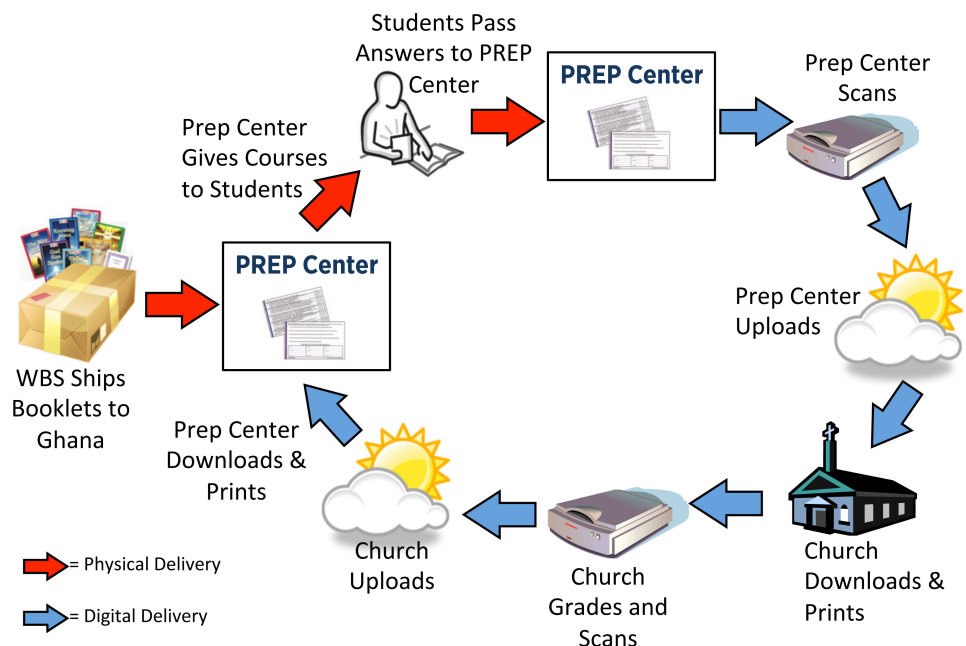 Students Pass
Answers to PREP
Center
PREP Center
Prep Center
Scans
Prep Center
Gives Courses
to Students
PREP Center
Prep Center
Uploads
WBS Ships
Booklets to
Ghana
Prep Center
Downloads &
Prints
Church
Uploads
Church
Grades and
Scans
Church
Downloads &
Prints
= Physical Delivery
= Digital Delivery